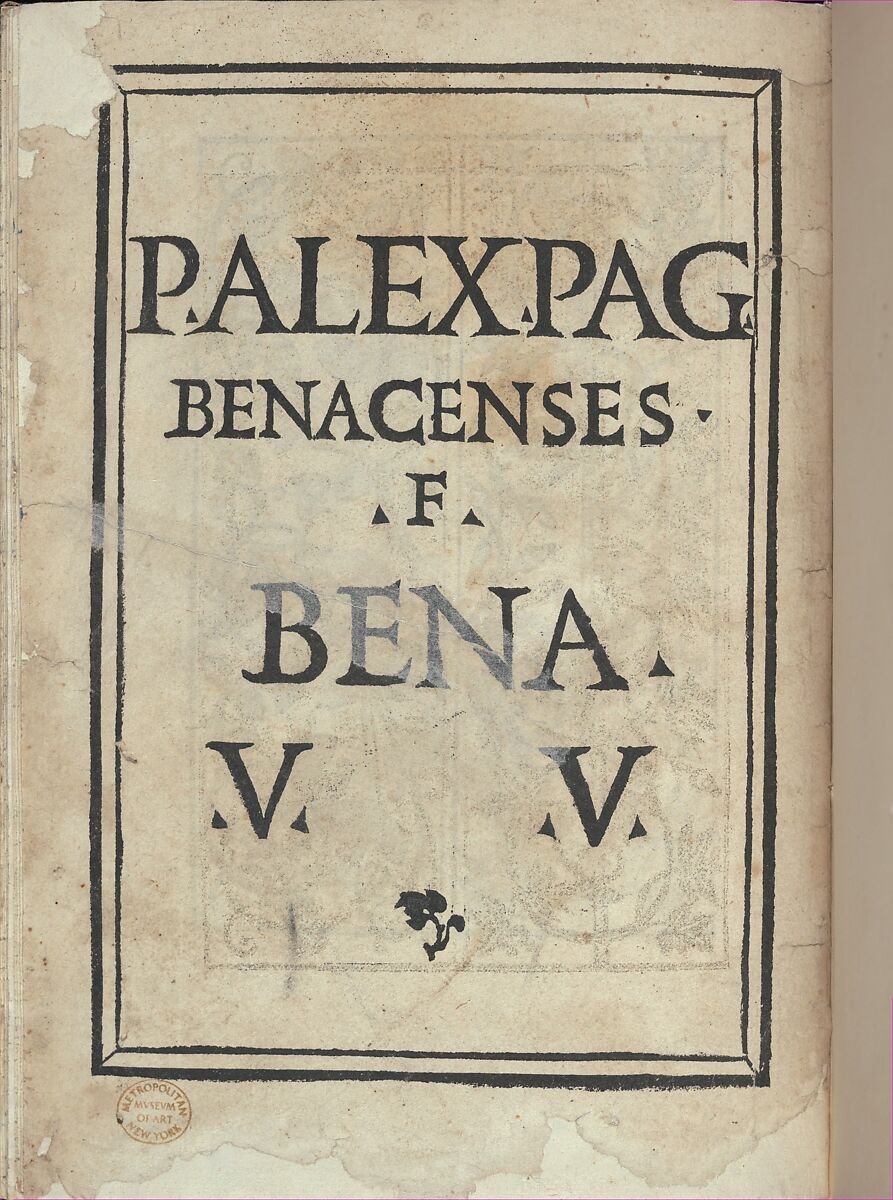 P.ALEX.PAG.
BENACENSES.
.F.
BENA.
.V. .V.
METROPOLITAN
MVSEVM
OF ART
NEW YORK